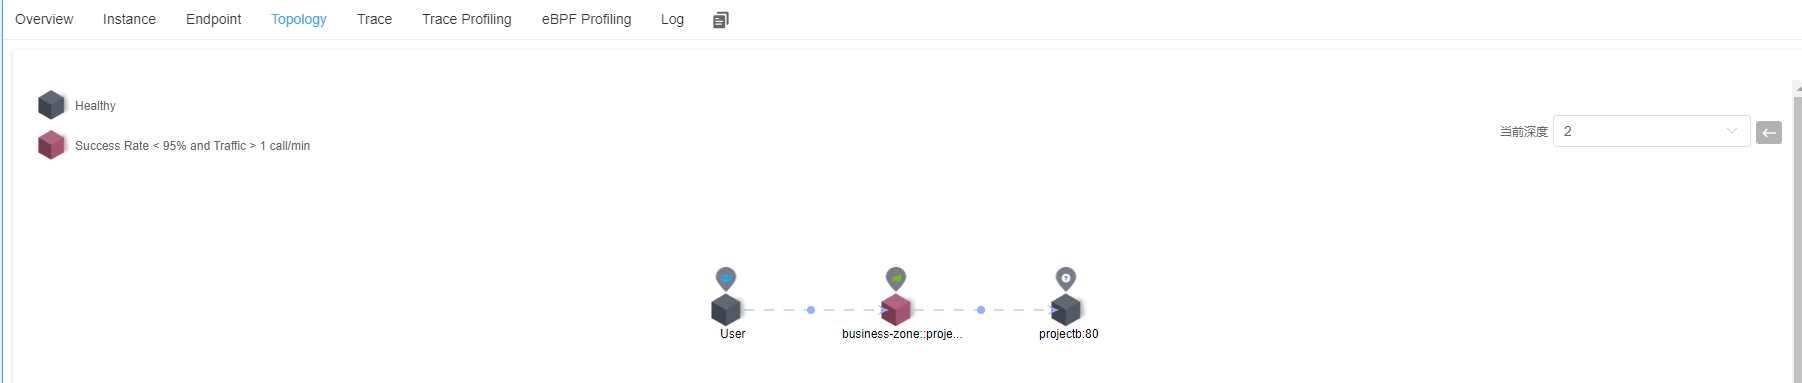 Overview Instance Endpoint Topology Trace Trace Profiling eBPF Profiling Log
Healthy
当前深度 2
Success Rate < 95% and Traffic > 1 call/min
User business-zone::proje... projectb:80